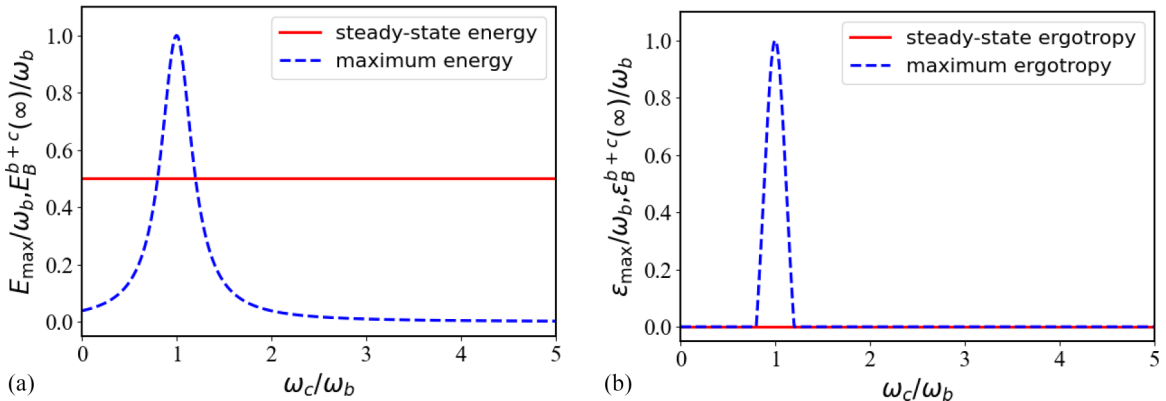 E_max/ω_b,E_B^{b+c}(∞)/ω_b
1.0
0.8
0.6
0.4
0.2
0.0
steady-state energy
maximum energy
0 1 2 3 4 5
ω_c/ω_b
(a)
ε_max/ω_b,ε_B^{b+c}(∞)/ω_b
1.0
0.8
0.6
0.4
0.2
0.0
steady-state ergotropy
maximum ergotropy
0 1 2 3 4 5
ω_c/ω_b
(b)